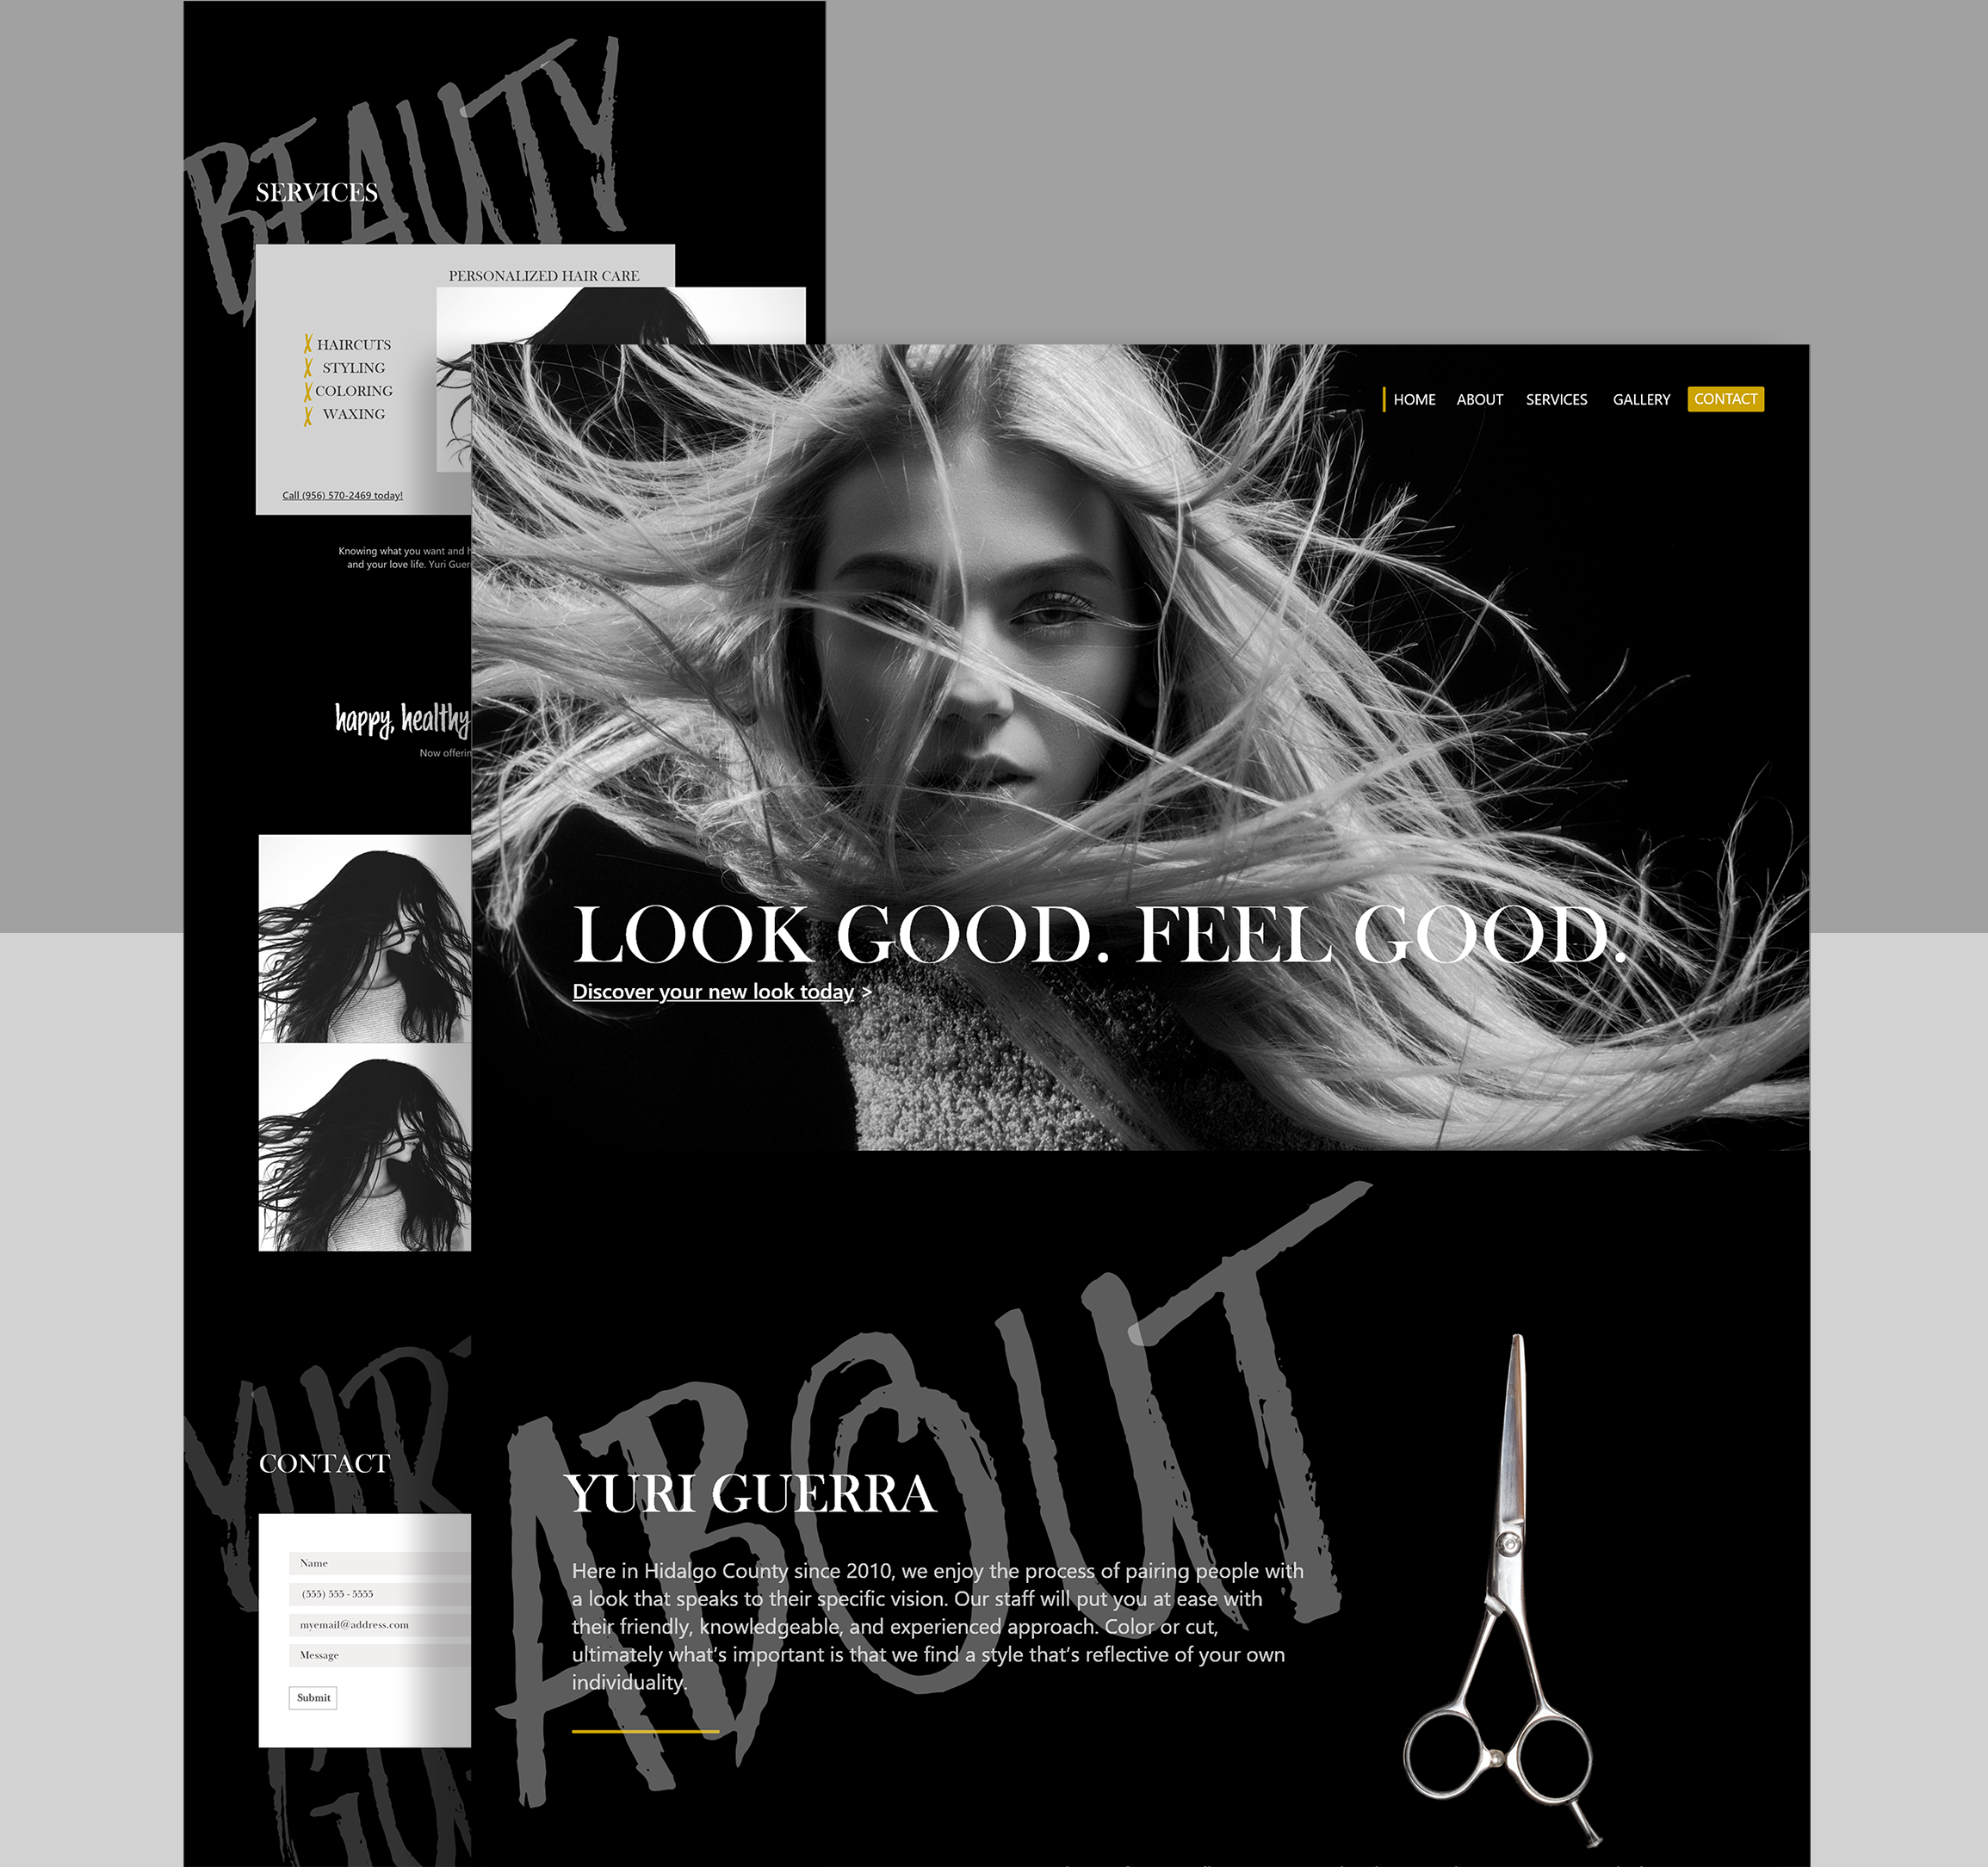 BEAUTY
SERVICES
PERSONALIZED HAIR CARE
HAIRCUTS
STYLING
COLORING
WAXING
Call (956) 570-2469 today!
Knowing what you want and
and your love life. Yuri
happy, healthy
Now
CONTACT
Name
(555) 555 - 5555
myemail@address.com
Message
Submit
HOME ABOUT SERVICES GALLERY CONTACT
LOOK GOOD. FEEL GOOD.
Discover your new look today >
ABOUT
YURI GUERRA
Here in Hidalgo County since 2010, we enjoy the process of pairing people with
a look that speaks to their specific vision. Our staff will put you at ease with
their friendly, knowledgeable, and experienced approach. Color or cut,
ultimately what's important is that we find a style that's reflective of your own
individuality.